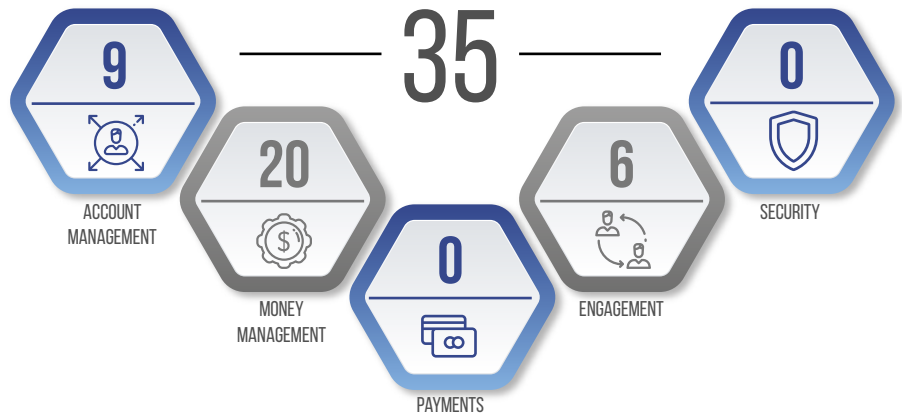 35
9
ACCOUNT
MANAGEMENT
20
$
MONEY
MANAGEMENT
0
PAYMENTS
6
ENGAGEMENT
0
SECURITY